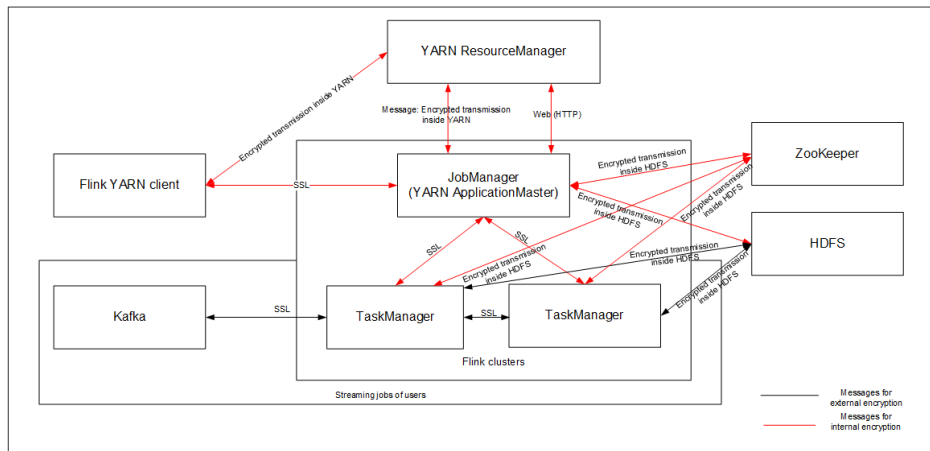 YARN ResourceManager
Encrypted transmission inside YARN
Message: Encrypted transmission
inside YARN
Web (HTTP)
Flink YARN client
SSL
JobManager
(YARN ApplicationMaster)
Encrypted transmission
inside HDFS
ZooKeeper
Encrypted transmission
inside HDFS
Encrypted transmission
inside HDFS
HDFS
SSL
SSL
Encrypted transmission
inside HDFS
Encrypted transmission
inside HDFS
Encrypted transmission
inside HDFS
Kafka
SSL
TaskManager
SSL
TaskManager
Flink clusters
Streaming jobs of users
Messages for
external encryption
Messages for
internal encryption